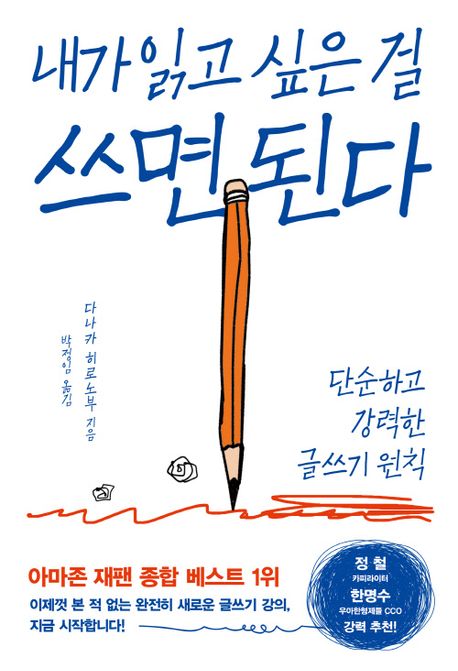 내가 읽고 싶은 걸
쓰면 된다
다나카 히로노부 지음
박정임 옮김
단순하고
강력한
글쓰기 원칙
아마존 재팬 종합 베스트 1위
이제껏 본 적 없는 완전히 새로운 글쓰기 강의,
지금 시작합니다!
정 철
카피라이터
한명수
우아한형제들 CCO
강력 추천!